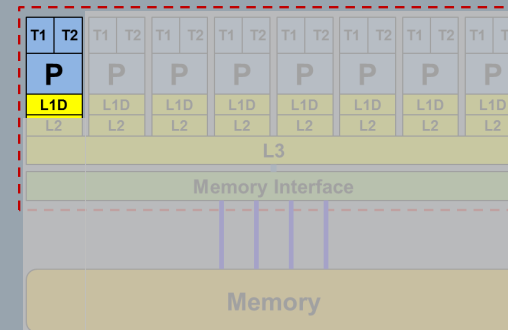 T1 T2 T1 T2 T1 T2 T1 T2 T1 T2 T1 T2 T1 T2 T1
P P P P P P P P
L1D L1D L1D L1D L1D L1D L1D L1D
L2 L2 L2 L2 L2 L2 L2 L2
L3
Memory Interface
Memory